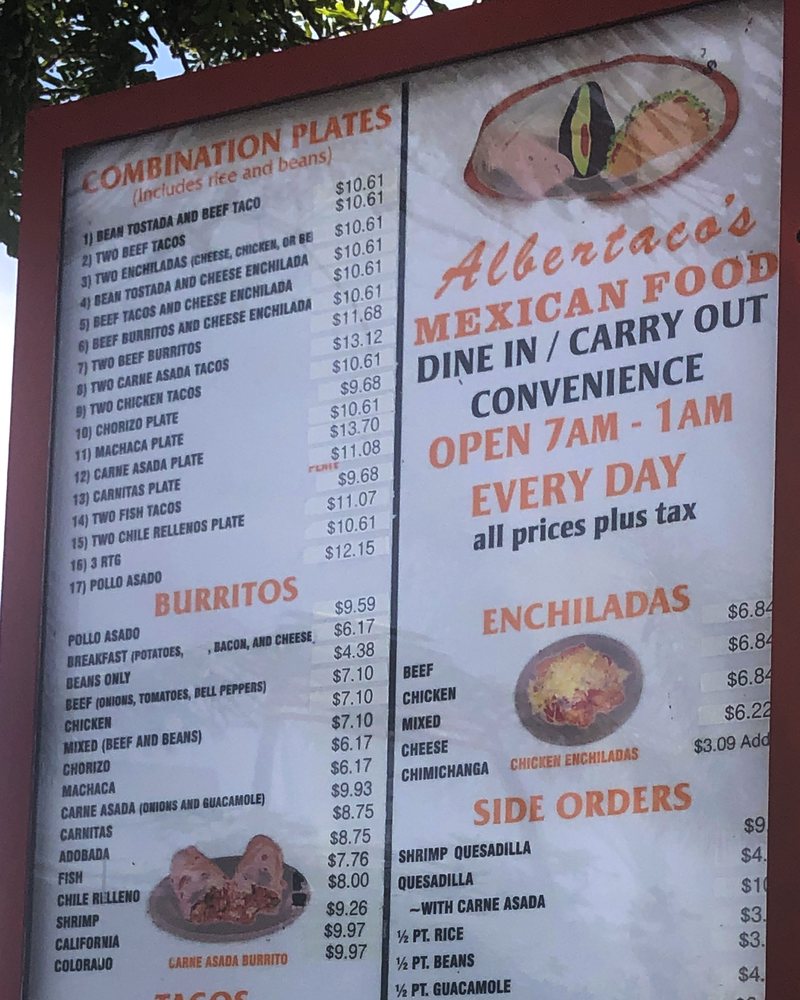 COMBINATION PLATES
(Includes rice and beans)
1) BEAN TOSTADA AND BEEF TACO $10.61
2) TWO BEEF TACOS $10.61
3) TWO ENCHILADAS (CHEESE, CHICKEN, OR BE $10.61
4) BEAN TOSTADA AND CHEESE ENCHILADA $10.61
5) BEEF TACOS AND CHEESE ENCHILADA $10.61
6) BEEF BURRITOS AND CHEESE ENCHILADA $10.61
7) TWO BEEF BURRITOS $11.68
8) TWO CARNE ASADA TACOS $13.12
9) TWO CHICKEN TACOS $10.61
10) CHORIZO PLATE $9.68
11) MACHACA PLATE $10.61
12) CARNE ASADA PLATE $13.70
13) CARNITAS PLATE $11.08
PLATE
14) TWO FISH TACOS $9.68
15) TWO CHILE RELLENOS PLATE $11.07
16) 3 RTG $10.61
17) POLLO ASADO $12.15
BURRITOS
POLLO ASADO $9.59
BREAKFAST (POTATOES, , BACON, AND CHEESE $6.17
BEANS ONLY $4.38
BEEF (ONIONS, TOMATOES, BELL PEPPERS) $7.10
CHICKEN $7.10
MIXED (BEEF AND BEANS) $7.10
CHORIZO $6.17
MACHACA $6.17
CARNE ASADA (ONIONS AND GUACAMOLE) $9.93
CARNITAS $8.75
ADOBADA $8.75
FISH $7.76
CHILE RELLENO $8.00
SHRIMP $9.26
CALIFORNIA $9.97
COLORADO $9.97
CARNE ASADA BURRITO
TACOS
's
Albertaco's
MEXICAN FOOD
DINE IN / CARRY OUT
CONVENIENCE
OPEN 7AM - 1AM
EVERY DAY
all prices plus tax
ENCHILADAS
BEEF $6.84
CHICKEN $6.84
MIXED $6.84
CHEESE $6.22
CHIMICHANGA $3.09 Add
CHICKEN ENCHILADAS
SIDE ORDERS
SHRIMP QUESADILLA $9
QUESADILLA $4.
~WITH CARNE ASADA $1
½ PT. RICE $3.
½ PT. BEANS $3.
½ PT. GUACAMOLE $4.